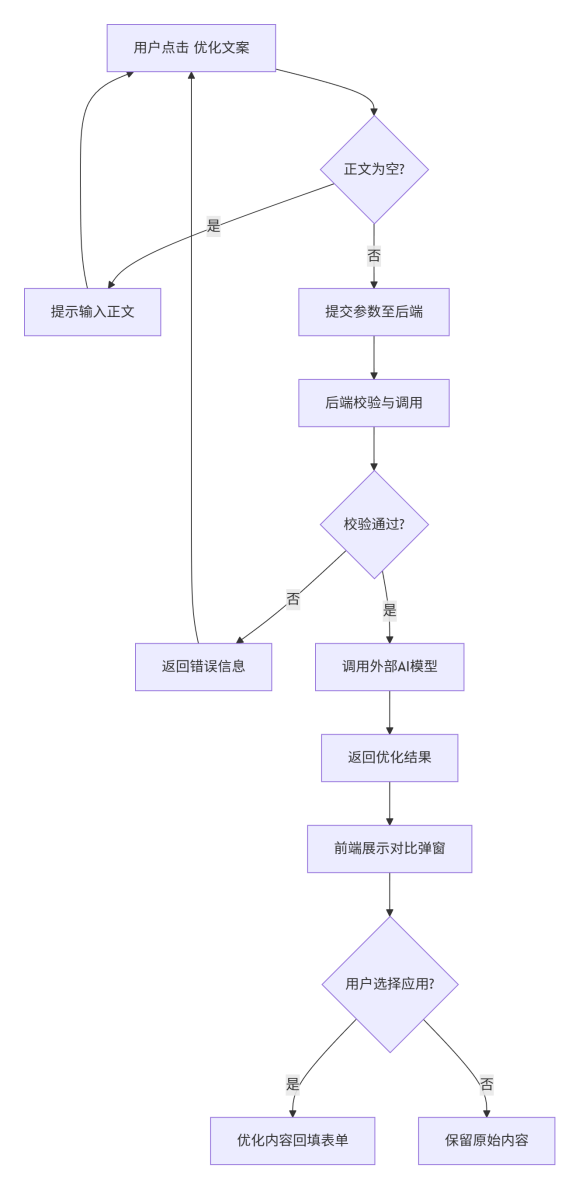 用户点击 优化文案
正文为空?
是
否
提示输入正文
提交参数至后端
后端校验与调用
校验通过?
否
是
返回错误信息
调用外部AI模型
返回优化结果
前端展示对比弹窗
用户选择应用?
是
否
优化内容回填表单
保留原始内容